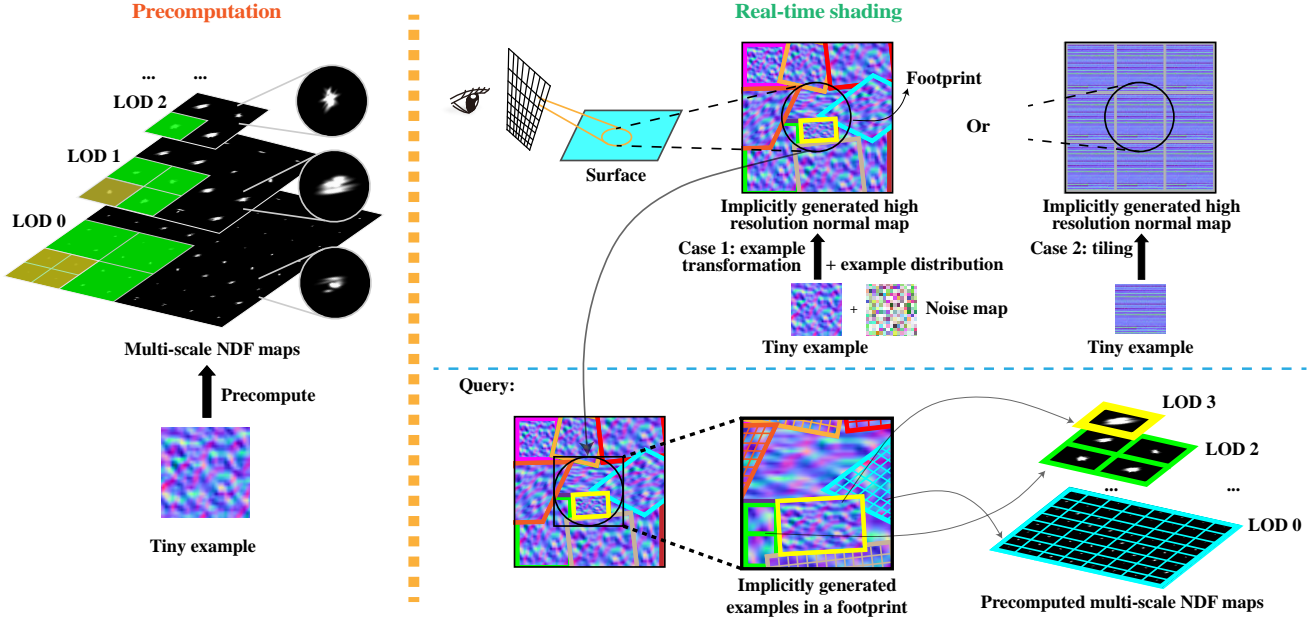 Precomputation
... ...
LOD 2
LOD 1
LOD 0
Multi-scale NDF maps
Precompute
Tiny example
Real-time shading
Footprint
Or
Surface
Implicitly generated high
resolution normal map
Case 1: example
transformation
+ example distribution
+
Noise map
Tiny example
Implicitly generated high
resolution normal map
Case 2: tiling
Tiny example
Query:
Implicitly generated
examples in a footprint
LOD 3
LOD 2
... ...
LOD 0
Precomputed multi-scale NDF maps